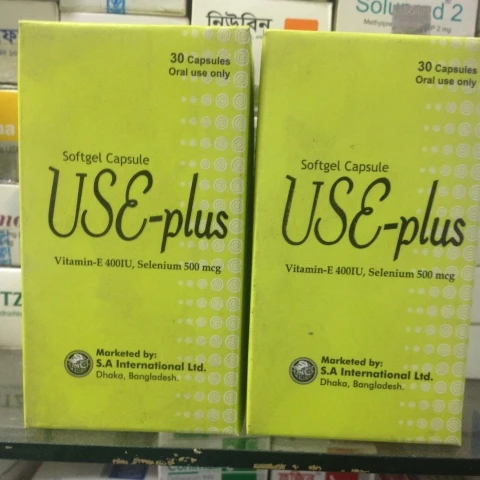 নিউরিন
30 Capsules
Oral use only
Softgel Capsule
USE-plus
Vitamin-E 400IU, Selenium 500 mcg
Marketed by:
S.A International Ltd.
Dhaka, Bangladesh.
30 Capsules
Oral use only
Softgel Capsule
USE-plus
Vitamin-E 400IU, Selenium 500 mcg
Marketed by:
S.A International Ltd.
Dhaka, Bangladesh.